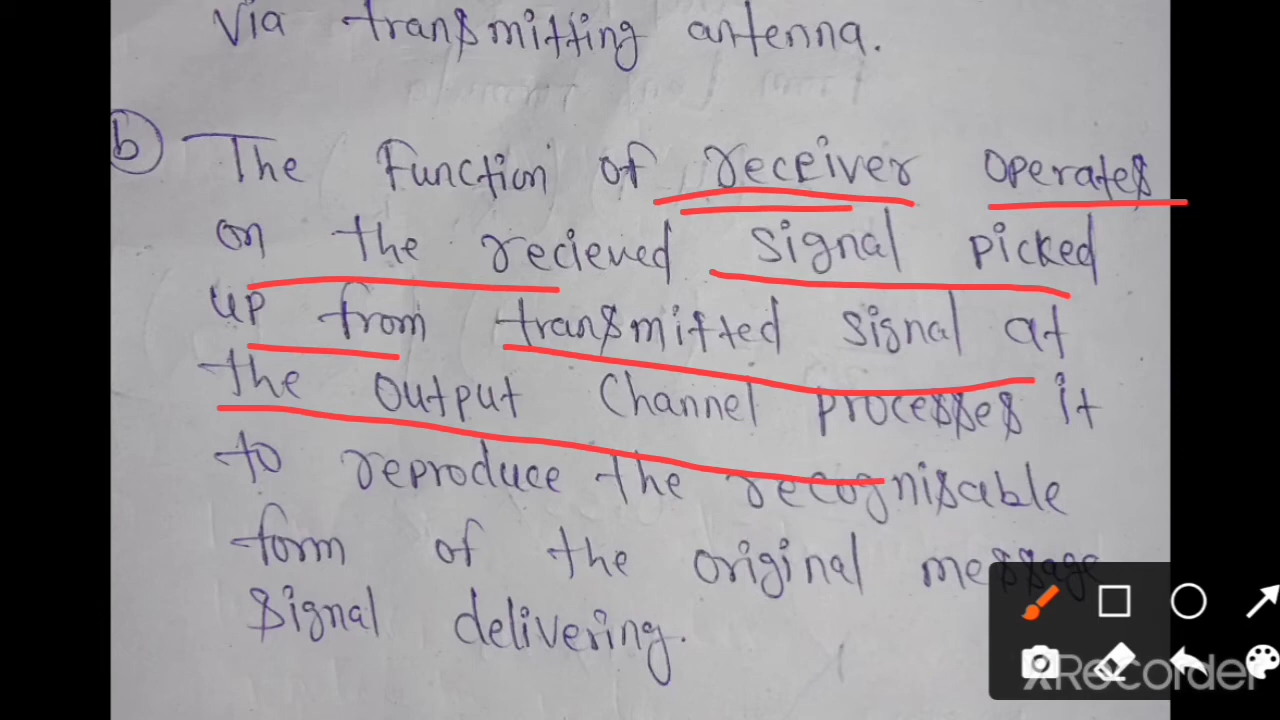 via transmitting antenna.
b The Function of receiver operates
on the recieved signal picked
up from transmitted signal at
the output channel processes it
to reproduce the recognisable
form of the original message
signal delivering.
XRecorder